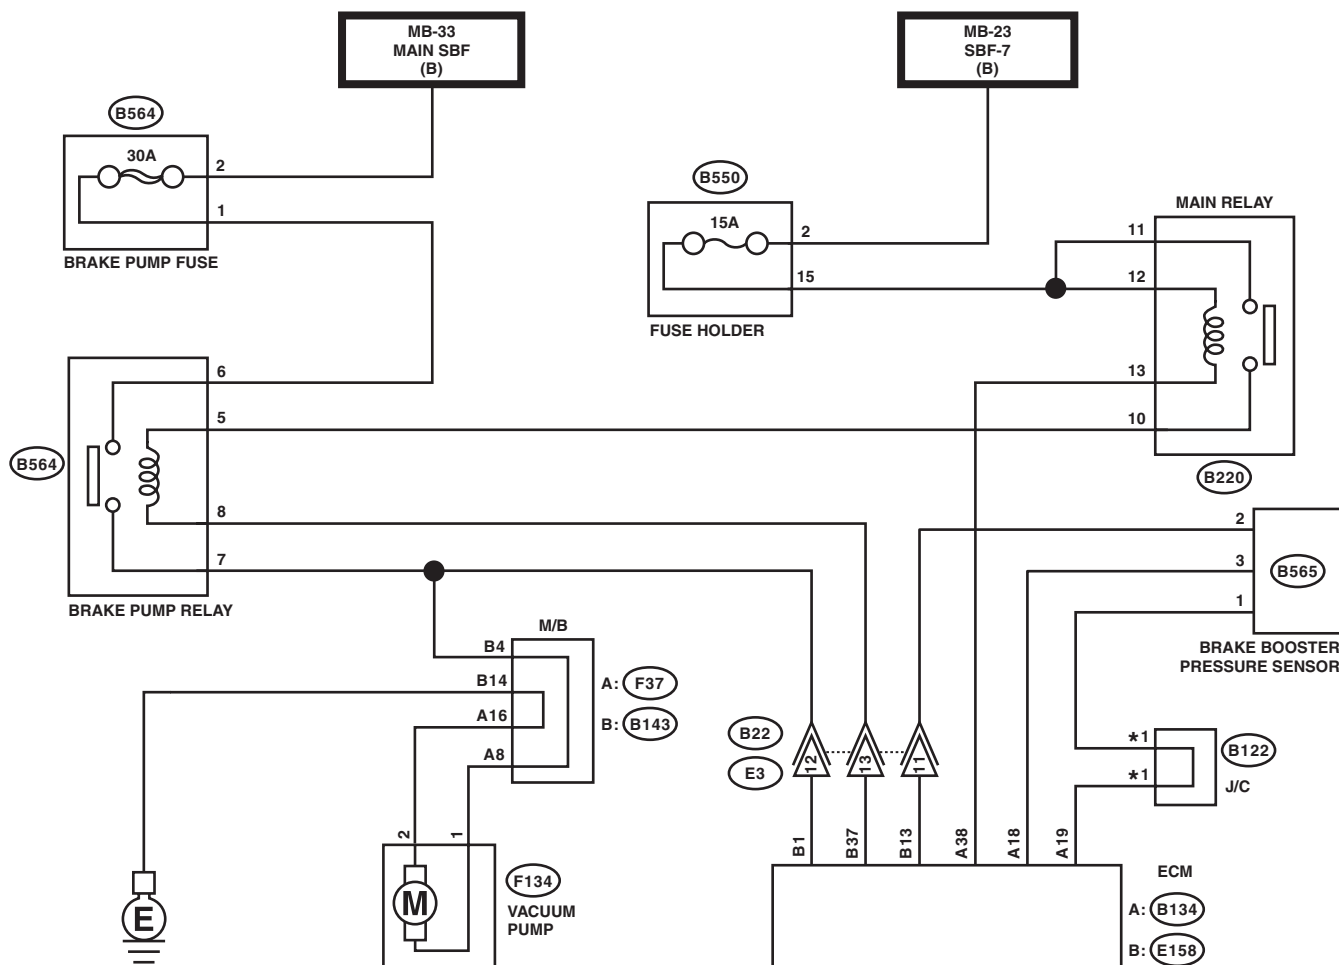 MB-33
MAIN SBF
(B)
MB-23
SBF-7
(B)
B564
30A
2
1
BRAKE PUMP FUSE
B550
15A
2
15
FUSE HOLDER
MAIN RELAY
11
12
13
10
B220
6
5
B564
8
7
BRAKE PUMP RELAY
2
3
1
B565
BRAKE BOOSTER
PRESSURE SENSOR
M/B
B4
B14
A16
A8
A: F37
B: B143
B22
E3
12
13
11
*1
*1
B122
J/C
2
1
M
F134
VACUUM
PUMP
E
B1
B37
B13
A38
A18
A19
ECM
A: B134
B: E158